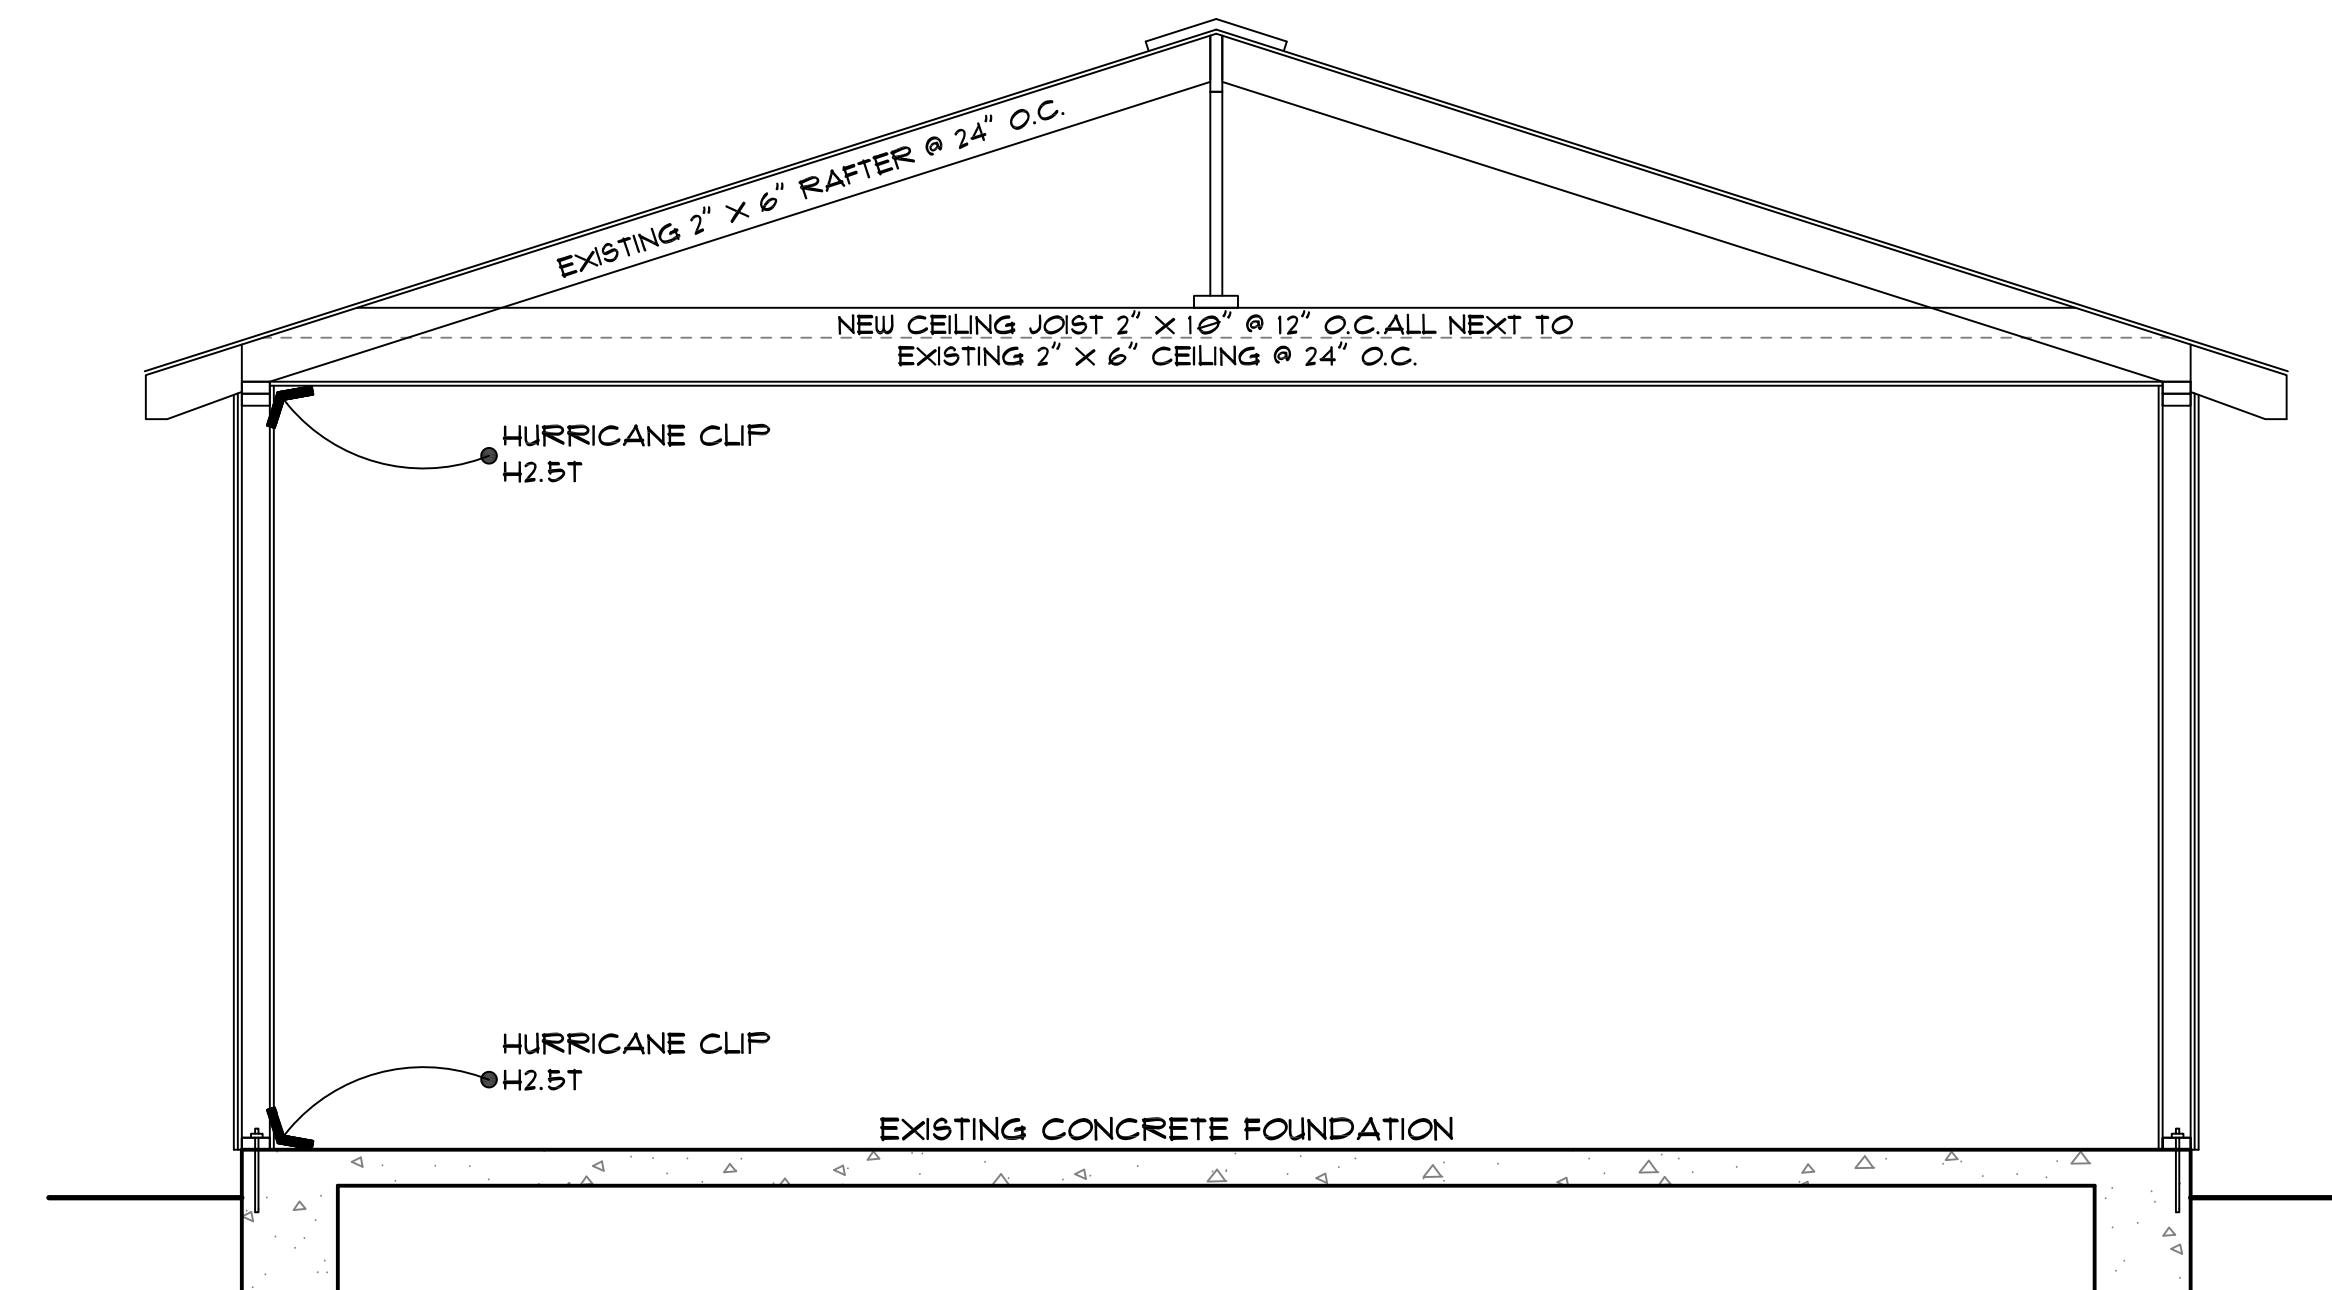 EXISTING 2" X 6" RAFTER @ 24" O.C.
NEW CEILING JOIST 2" X 10" @ 12" O.C.ALL NEXT TO
EXISTING 2" X 6" CEILING @ 24" O.C.
HURRICANE CLIP
H2.5T
HURRICANE CLIP
H2.5T
EXISTING CONCRETE FOUNDATION